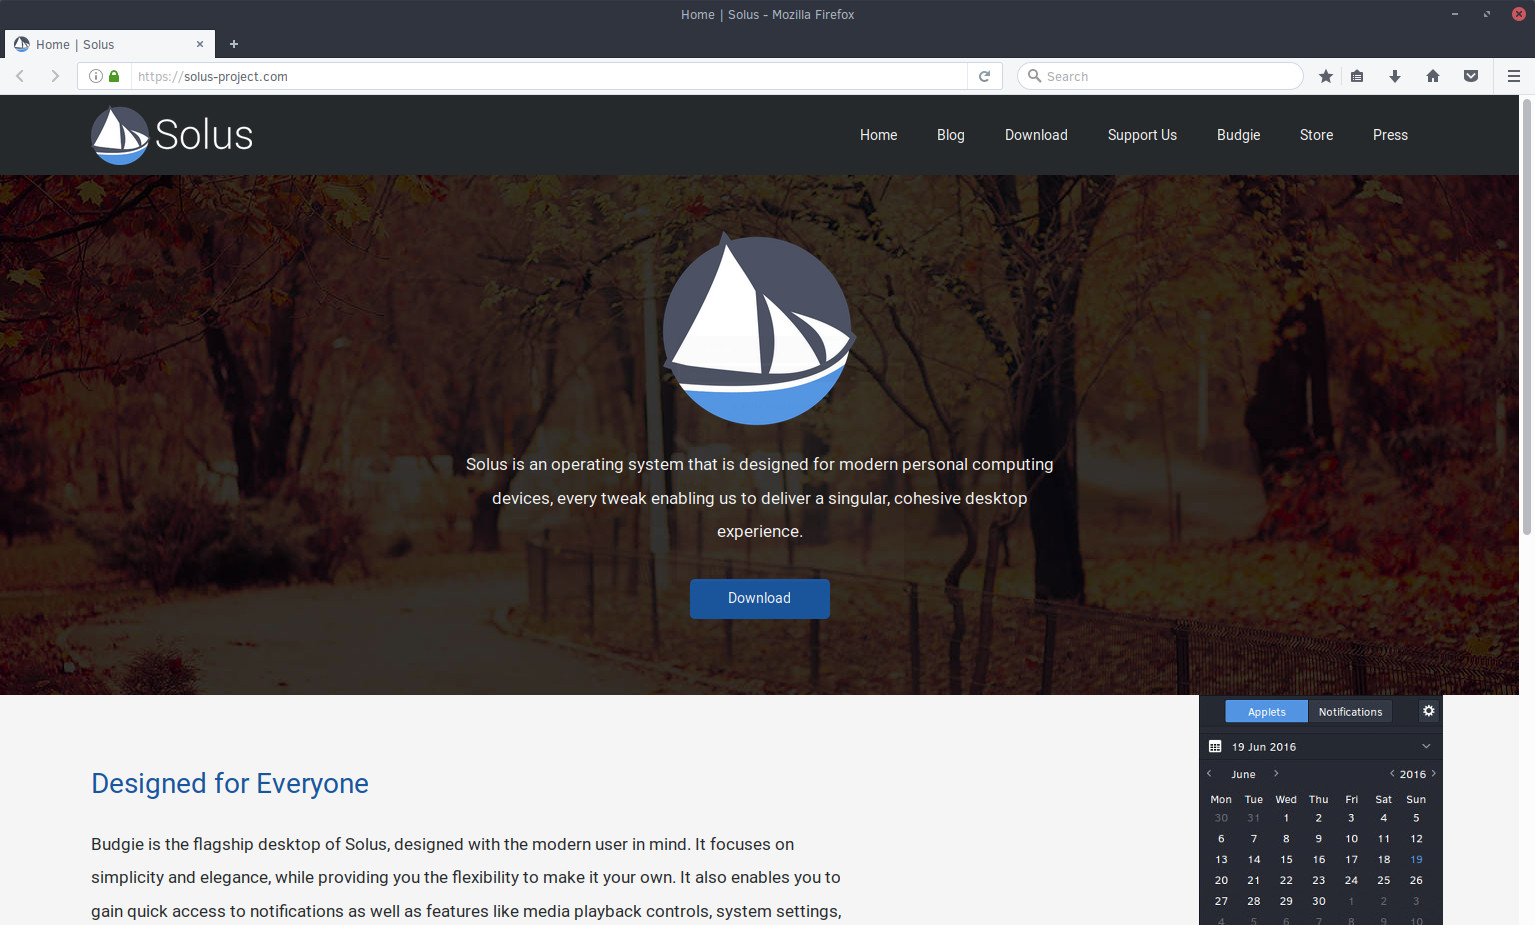 Home | Solus - Mozilla Firefox
Home | Solus
https://solus-project.com
Search
Solus
Home Blog Download Support Us Budgie Store Press
Solus is an operating system that is designed for modern personal computing
devices, every tweak enabling us to deliver a singular, cohesive desktop
experience.
Download
Designed for Everyone
Budgie is the flagship desktop of Solus, designed with the modern user in mind. It focuses on
simplicity and elegance, while providing you the flexibility to make it your own. It also enables you to
gain quick access to notifications as well as features like media playback controls, system settings,
Applets Notifications
19 Jun 2016
June 2016
Mon Tue Wed Thu Fri Sat Sun
30 31 1 2 3 4 5
6 7 8 9 10 11 12
13 14 15 16 17 18 19
20 21 22 23 24 25 26
27 28 29 30 1 2 3
4 5 6 7 8 9 10